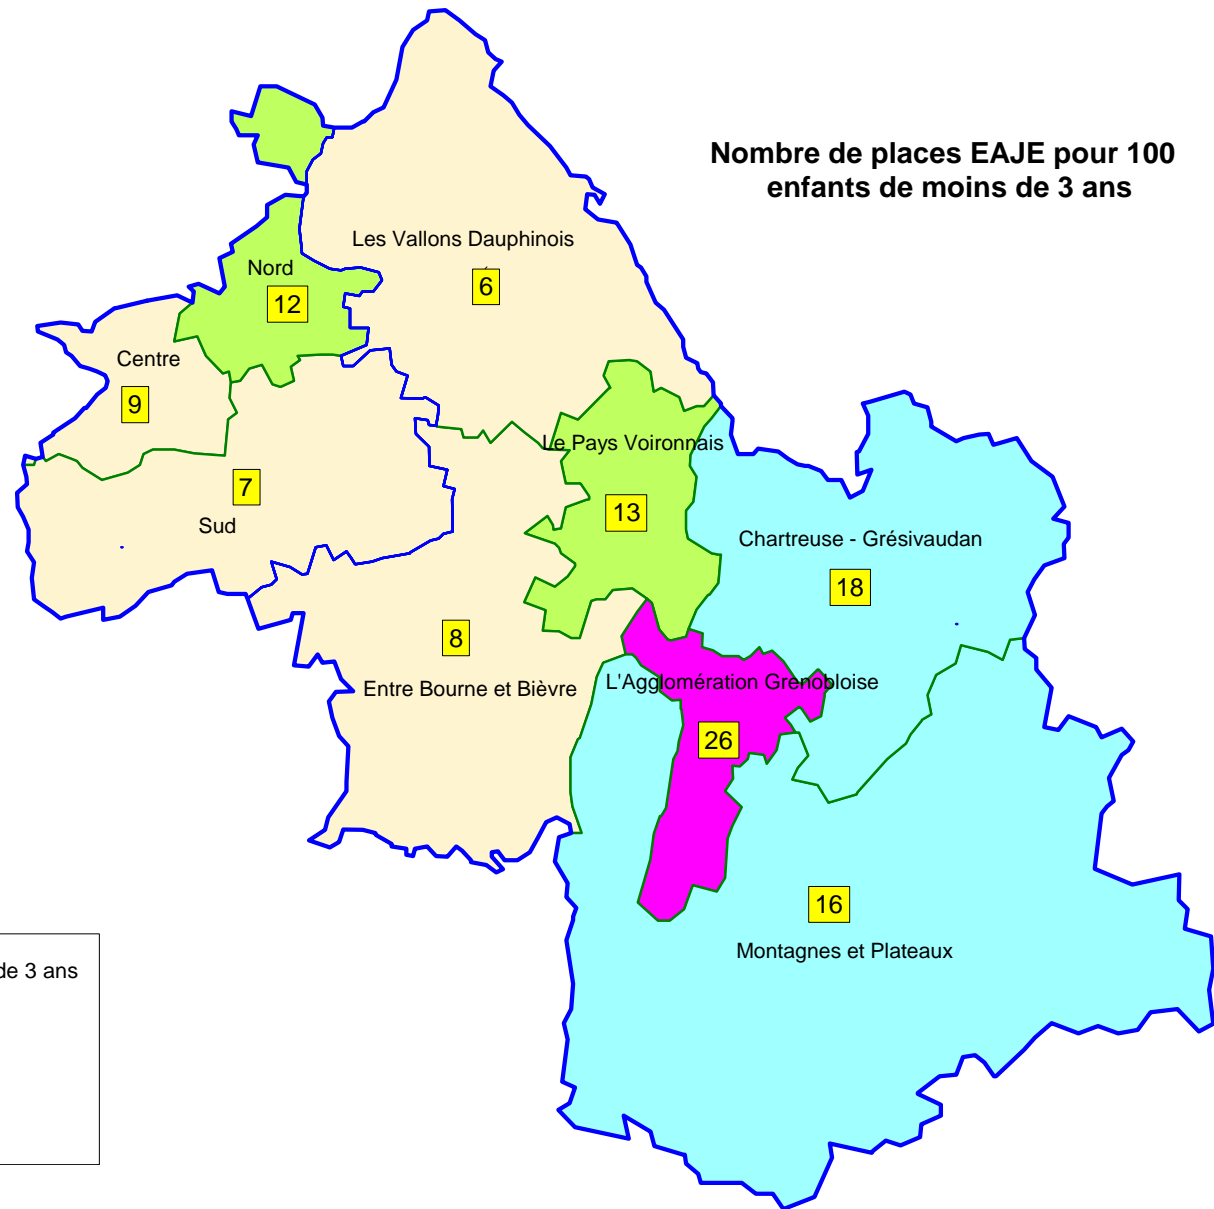 Nombre de places EAJE pour 100
enfants de moins de 3 ans
Les Vallons Dauphinois
6
Nord
12
Centre
9
Le Pays Voironnais
13
7
Sud
Chartreuse - Grésivaudan
18
8
Entre Bourne et Bièvre
L'Agglomération Grenobloise
26
16
Montagnes et Plateaux
de 3 ans